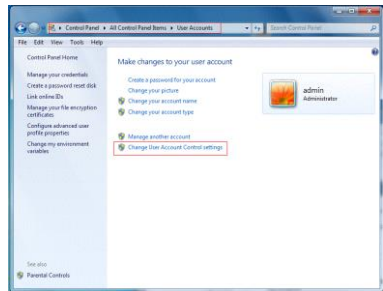 Control Panel ▸ All Control Panel Items ▸ User Accounts
Search Control Panel
File Edit View Tools Help
Control Panel Home
Manage your credentials
Create a password reset disk
Link online IDs
Manage your file encryption
certificates
Configure advanced user
profile properties
Change my environment
variables
See also
Parental Controls
Make changes to your user account
Create a password for your account
Change your picture
Change your account name
Change your account type
Manage another account
Change User Account Control settings
admin
Administrator